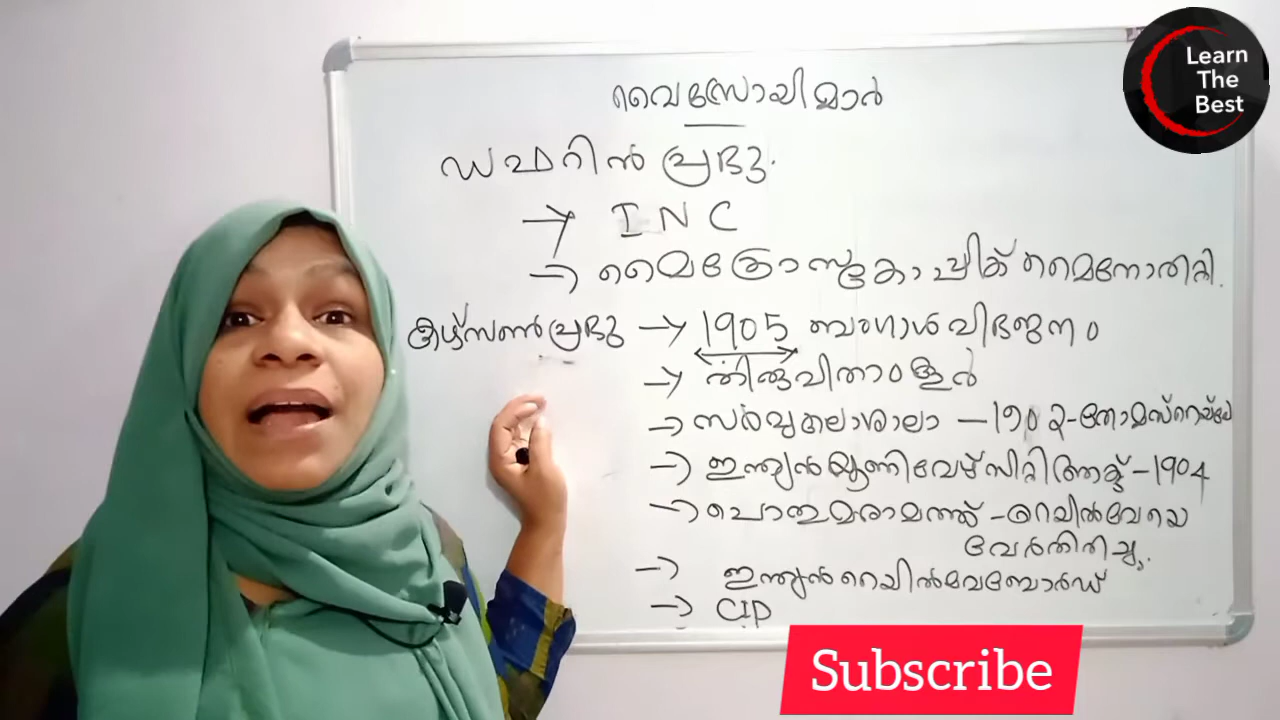 വൈസ്രോയിമാർ
ഡഫറിൻ പ്രഭു.
→ INC
→ മൈക്രോസ്കോപ്പിക് മൈനോരിറ്റി.
കഴ്സൺ പ്രഭു → 1905 ബംഗാൾ വിഭജനം
→ തിരുവിതാംകൂർ
→ സർവ്വകലാശാലാ - 1902 - തോമസ് റെയ്ലി
→ ഇന്ത്യൻ യൂണിവേഴ്സിറ്റി ആക്ട് - 1904
→ പൊതുമരാമത്ത് - റെയിൽവേയെ
വേർതിരിച്ചു.
→ ഇന്ത്യൻ റെയിൽവേ ബോർഡ്
→ CID
Learn
The
Best
Subscribe